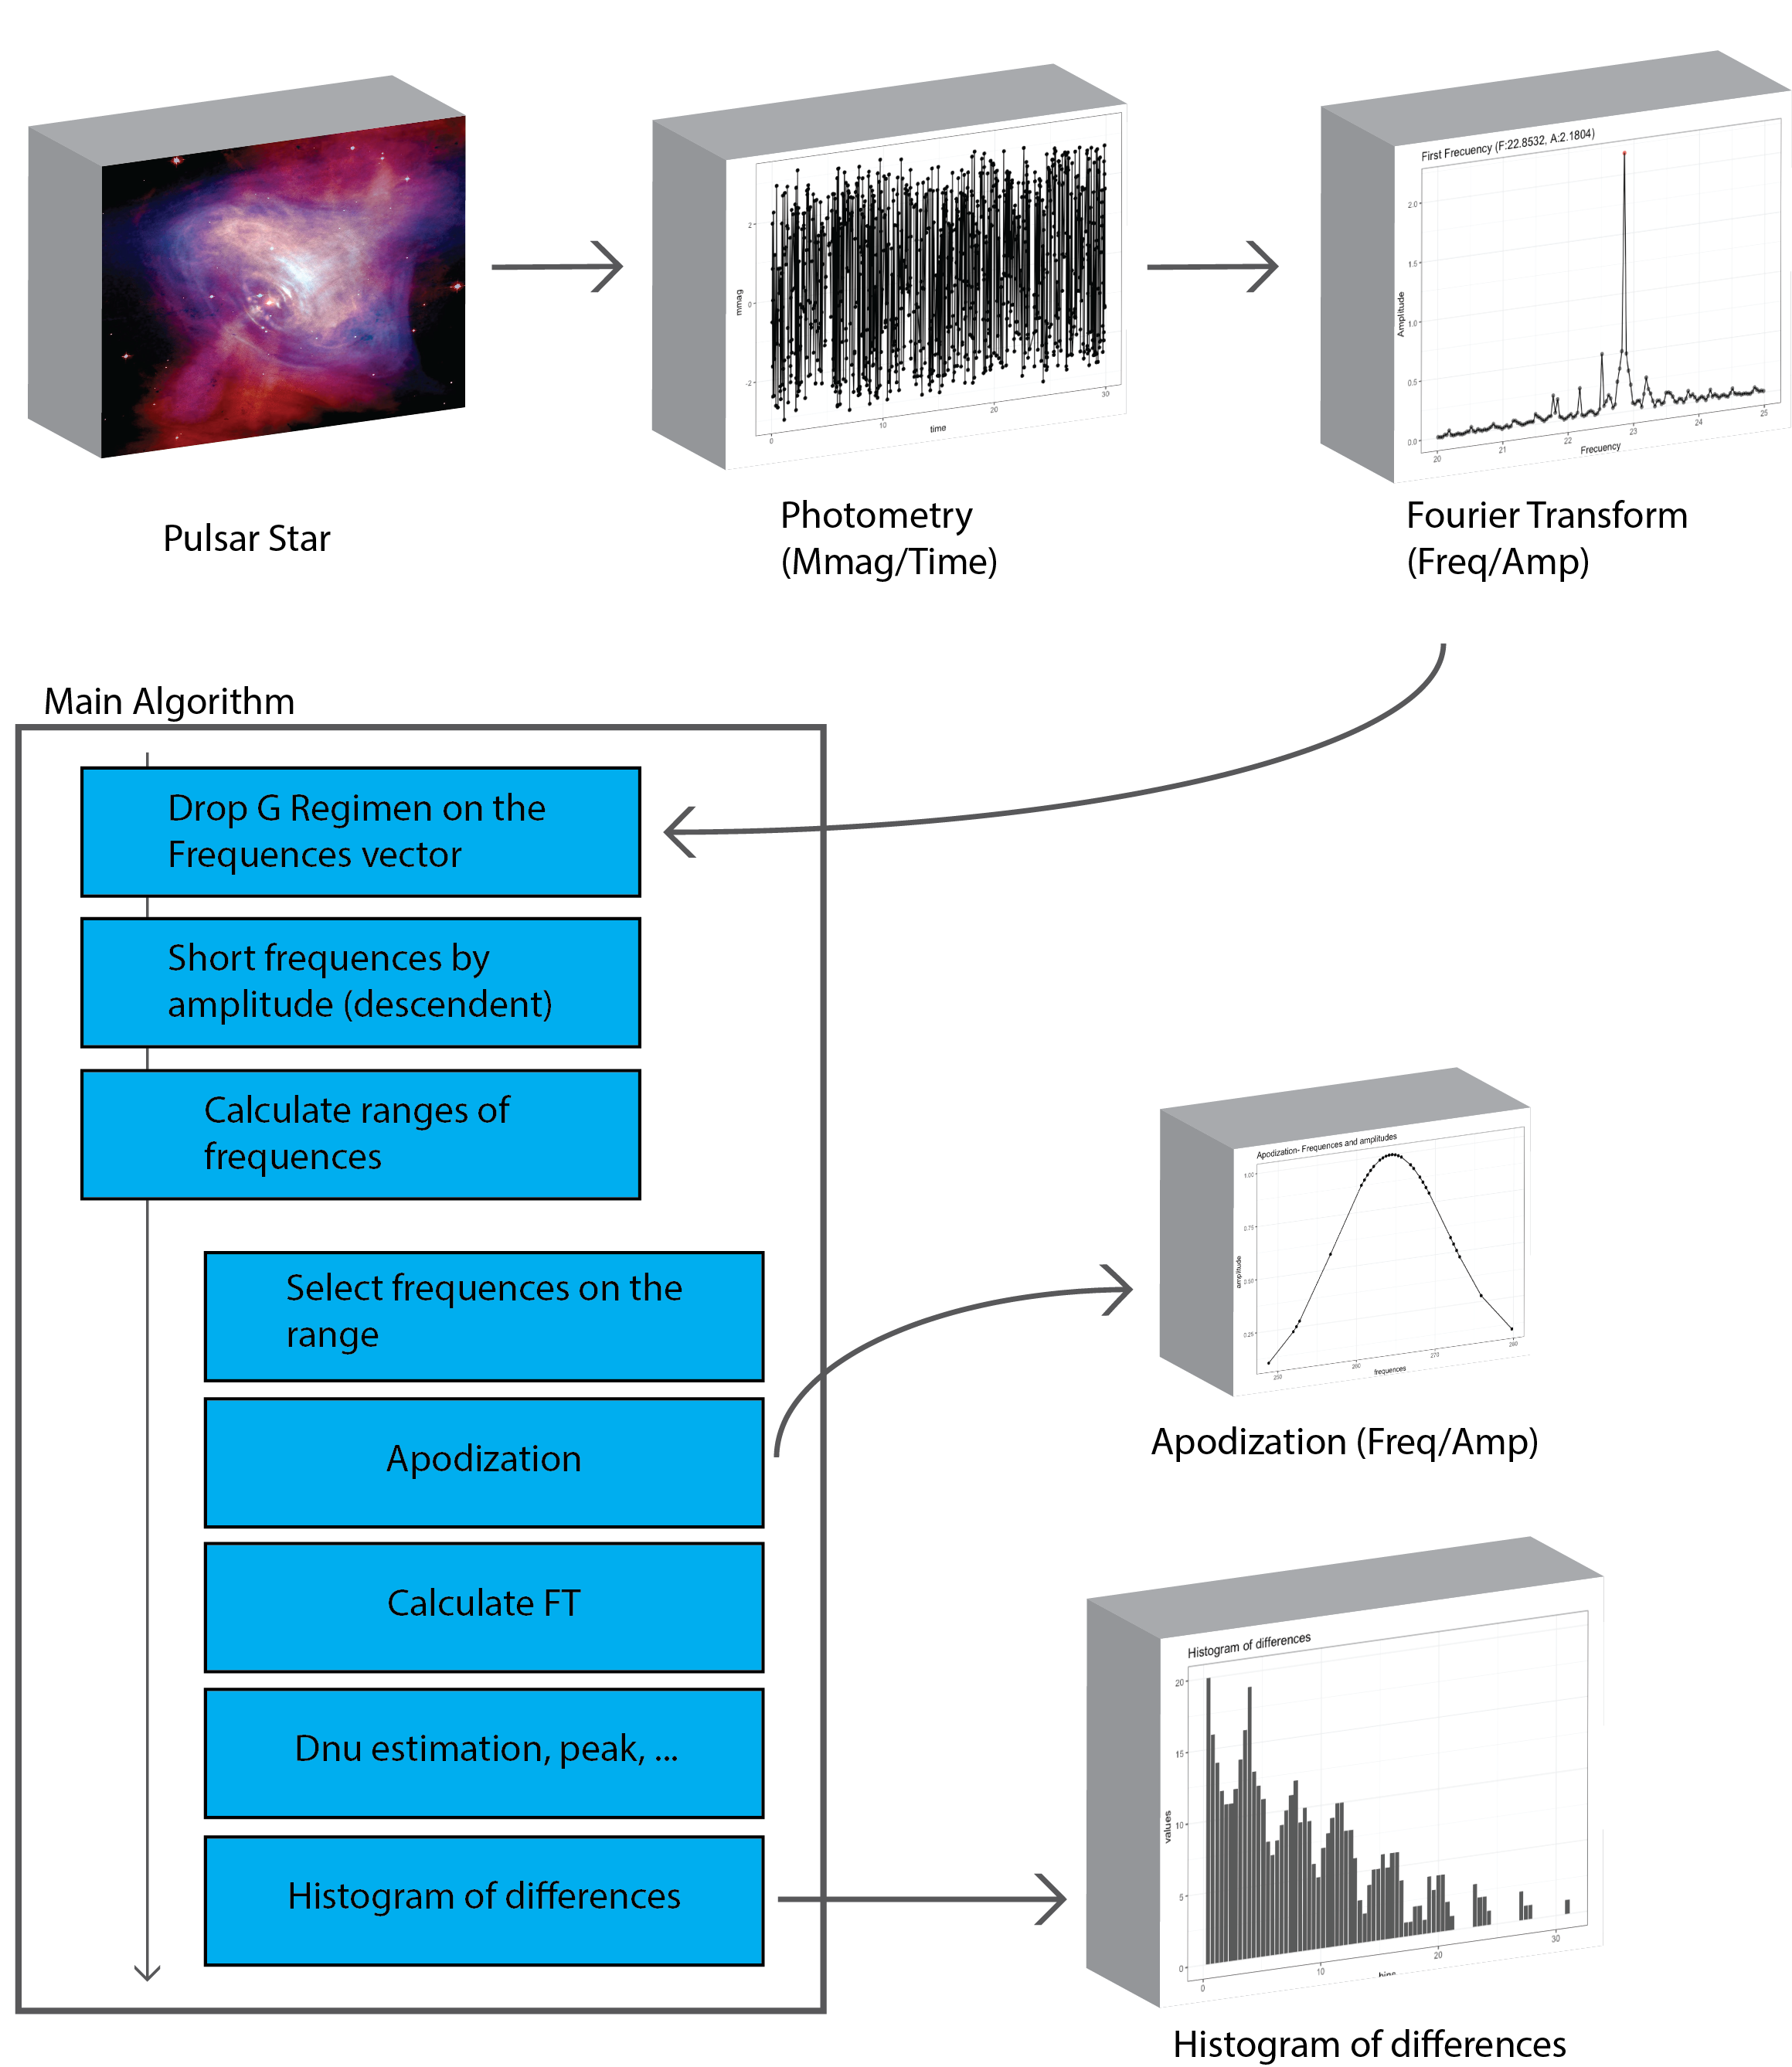 Pulsar Star
mmag
2
0
-2
0
10
20
30
time
Photometry
(Mmag/Time)
First Frecuency (F:22.8532, A:2.1804)
Amplitude
2.0
1.5
1.0
0.5
0.0
20
21
22
23
24
25
Frecuency
Fourier Transform
(Freq/Amp)
Main Algorithm
Drop G Regimen on the
Frequences vector
Short frequences by
amplitude (descendent)
Calculate ranges of
frequences
Select frequences on the
range
Apodization
Calculate FT
Dnu estimation, peak, ...
Histogram of differences
Apodization- Frequences and amplitudes
amplitude
1.00
0.75
0.50
0.25
250
260
270
280
frequences
Apodization (Freq/Amp)
Histogram of differences
values
20
15
10
5
0
0
10
20
30
Histogram of differences